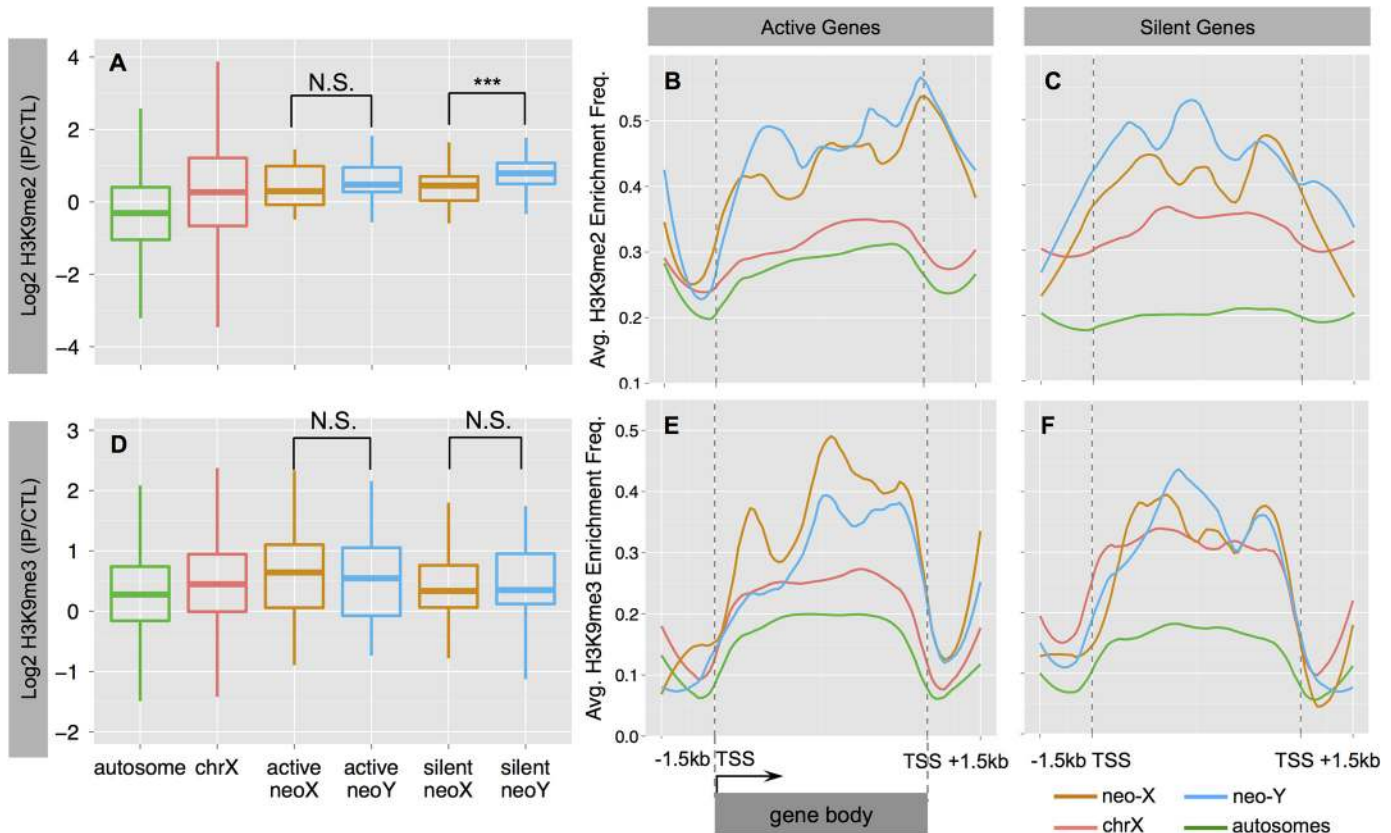 Active Genes
Silent Genes
Log2 H3K9me2 (IP/CTL)
A
N.S.
***
4
2
0
−2
−4
Avg. H3K9me2 Enrichment Freq.
B
0.5
0.4
0.3
0.2
0.1
C
Log2 H3K9me3 (IP/CTL)
D
N.S.
N.S.
3
2
1
0
−1
−2
autosome
chrX
active neoX
active neoY
silent neoX
silent neoY
Avg. H3K9me3 Enrichment Freq.
E
0.5
0.4
0.3
0.2
0.1
0.0
F
-1.5kb TSS
TSS +1.5kb
-1.5kb TSS
TSS +1.5kb
gene body
neo-X
neo-Y
chrX
autosomes